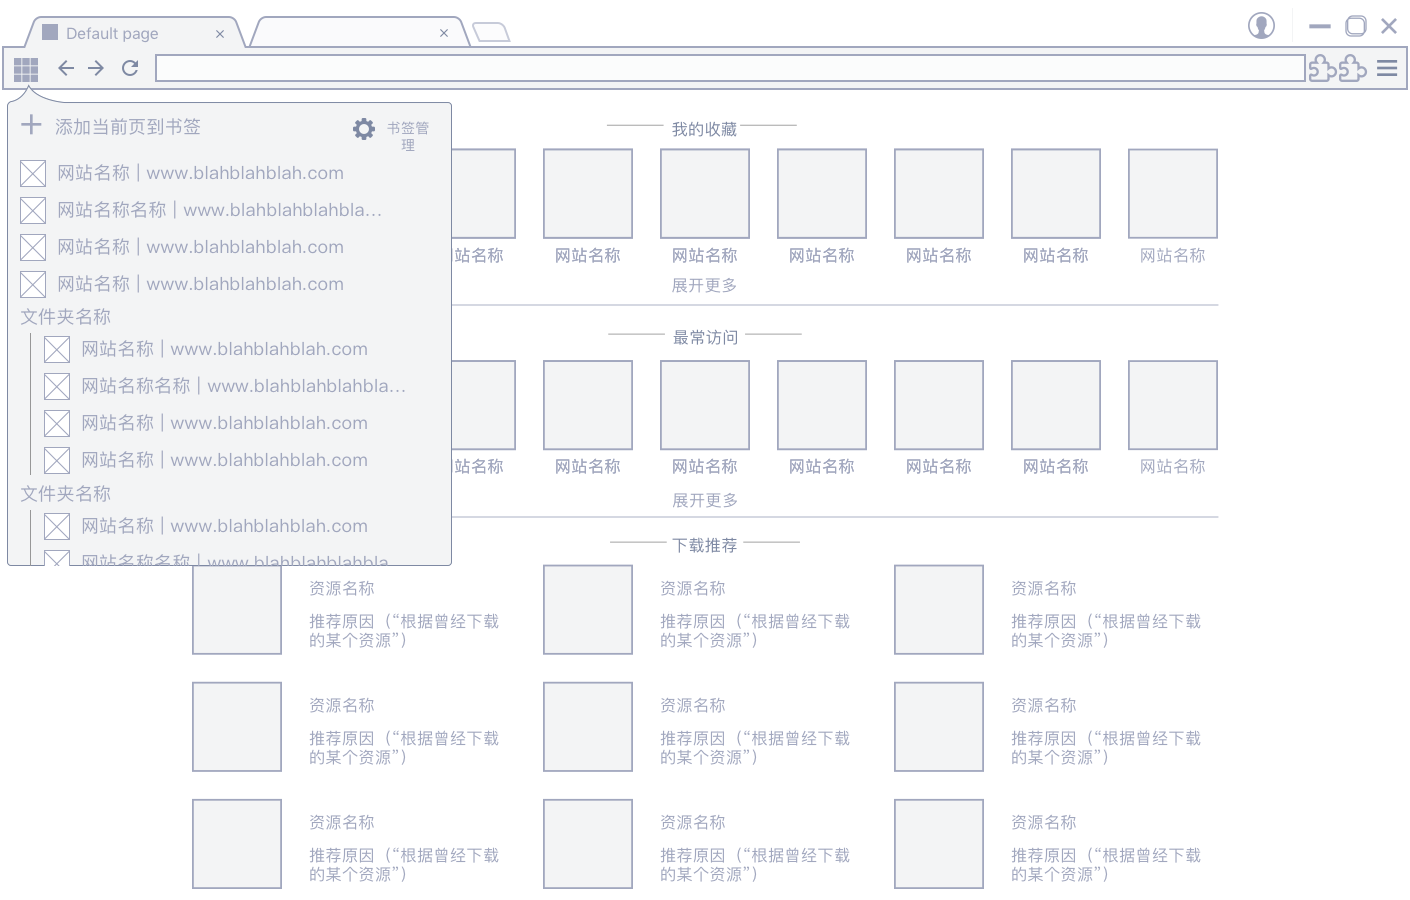 Default page
添加当前页到书签
书签管
理
网站名称 | www.blahblahblah.com
网站名称名称 | www.blahblahblahbla...
网站名称 | www.blahblahblah.com
网站名称 | www.blahblahblah.com
文件夹名称
网站名称 | www.blahblahblah.com
网站名称名称 | www.blahblahblahbla...
网站名称 | www.blahblahblah.com
网站名称 | www.blahblahblah.com
文件夹名称
网站名称 | www.blahblahblah.com
网站名称名称 | www.blahblahblahbla
我的收藏
站名称 网站名称 网站名称 网站名称 网站名称 网站名称 网站名称
展开更多
最常访问
站名称 网站名称 网站名称 网站名称 网站名称 网站名称 网站名称
展开更多
下载推荐
资源名称
推荐原因（“根据曾经下载
的某个资源”）
资源名称
推荐原因（“根据曾经下载
的某个资源”）
资源名称
推荐原因（“根据曾经下载
的某个资源”）
资源名称
推荐原因（“根据曾经下载
的某个资源”）
资源名称
推荐原因（“根据曾经下载
的某个资源”）
资源名称
推荐原因（“根据曾经下载
的某个资源”）
资源名称
推荐原因（“根据曾经下载
的某个资源”）
资源名称
推荐原因（“根据曾经下载
的某个资源”）
资源名称
推荐原因（“根据曾经下载
的某个资源”）